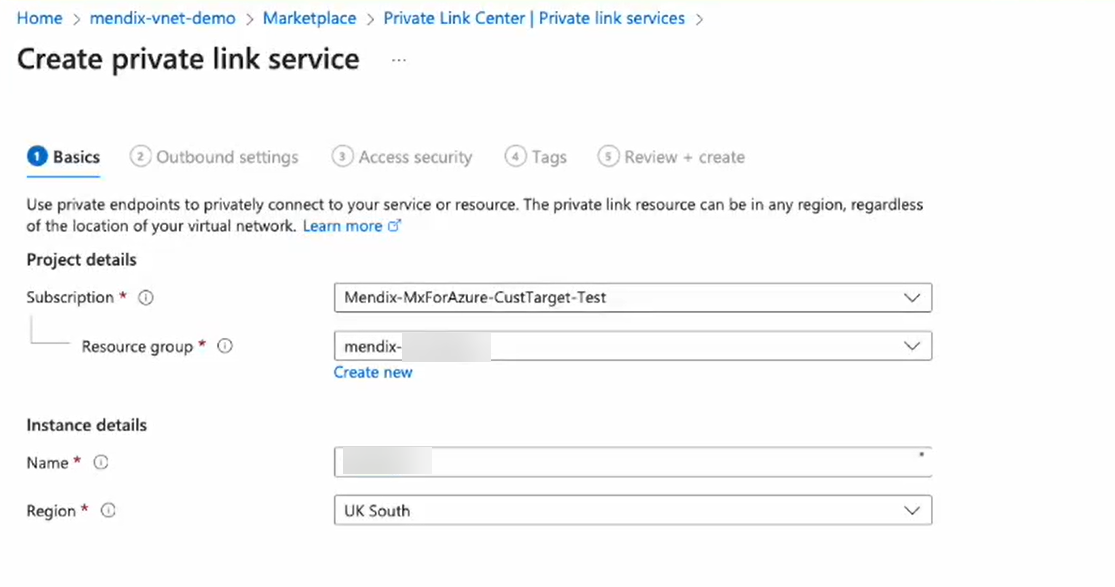 Home > mendix-vnet-demo > Marketplace > Private Link Center | Private link services >
Create private link service ...
1 Basics 2 Outbound settings 3 Access security 4 Tags 5 Review + create
Use private endpoints to privately connect to your service or resource. The private link resource can be in any region, regardless
of the location of your virtual network. Learn more
Project details
Subscription * Mendix-MxForAzure-CustTarget-Test
Resource group * mendix-
Create new
Instance details
Name *
Region * UK South